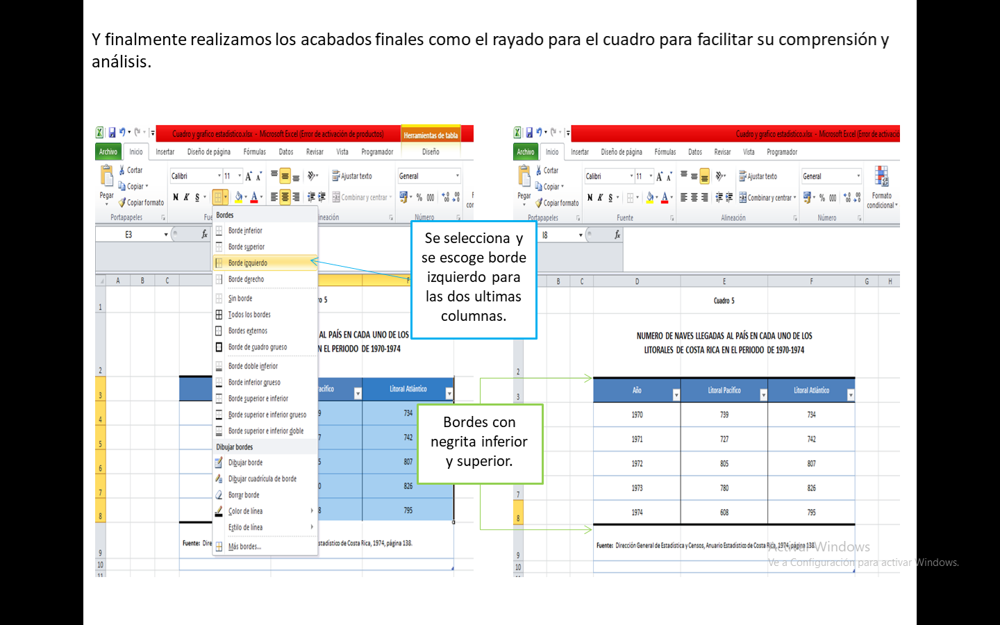 Y finalmente realizamos los acabados finales como el rayado para el cuadro para facilitar su comprensión y
análisis.
Cuadro y grafico estadistico.xlsx - Microsoft Excel (Error de activación de productos)
Herramientas de tabla
Archivo Inicio Insertar Diseño de página Fórmulas Datos Revisar Vista Programador Diseño
Cortar
Copiar
Copiar formato
Pegar
Portapapeles
Calibri 11
N K S
Ajustar texto
Combinar y centrar
General
% 000
Número
E3
fx
Bordes
Borde inferior
Borde superior
Borde izquierdo
Borde derecho
Sin borde
Todos los bordes
Bordes externos
Borde de cuadro grueso
Borde doble inferior
Borde inferior grueso
Borde superior e inferior
Borde superior e inferior grueso
Borde superior e inferior doble
Dibujar bordes
Dibujar borde
Dibujar cuadrícula de borde
Borrar borde
Color de línea
Estilo de línea
Más bordes...
A B C F
1
2
3
4
5
6
7
8
9
10
11
ro 5
AL PAÍS EN CADA UNO DE LOS
N EL PERIODO DE 1970-1974
acífico Litoral Atlántico
9 734
7 742
5 807
0 826
8 795
Fuente: Dire
stadistico de Costa Rica, 1974, página 138.
Se selecciona y
se escoge borde
izquierdo para
las dos ultimas
columnas.
Bordes con
negrita inferior
y superior.
Cuadro y grafico estadistico.xlsx - Microsoft Excel (Error de activació
Archivo Inicio Insertar Diseño de página Fórmulas Datos Revisar Vista Programador
Cortar
Copiar
Copiar formato
Pegar
Portapapeles
Calibri 11
N K S
Fuente
Ajustar texto
Combinar y centrar
Alineación
General
% 000
Número
Formato
condicional
I8
fx
B C D E F G H
Cuadro 5
NUMERO DE NAVES LLEGADAS AL PAÍS EN CADA UNO DE LOS
LITORALES DE COSTA RICA EN EL PERIODO DE 1970-1974
2
3
Año Litoral Pacífico Litoral Atlántico
1970 739 734
1971 727 742
1972 805 807
7 1973 780 826
8 1974 608 795
Fuente: Dirección General de Estadística y Censos, Anuario Estadistico de Costa Rica, 1974, página 138.
9
10
Activar Windows
Ve a Configuración para activar Windows.